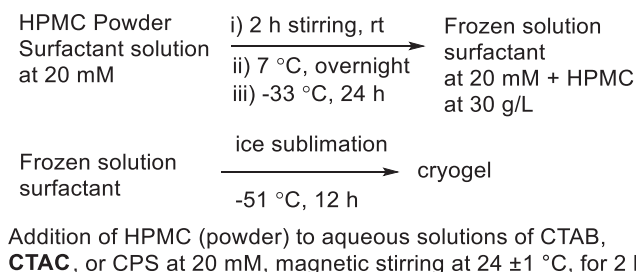 HPMC Powder
Surfactant solution
at 20 mM
i) 2 h stirring, rt
ii) 7 °C, overnight
iii) -33 °C, 24 h
Frozen solution
surfactant
at 20 mM + HPMC
at 30 g/L
Frozen solution
surfactant
ice sublimation
-51 °C, 12 h
cryogel
Addition of HPMC (powder) to aqueous solutions of CTAB,
CTAC, or CPS at 20 mM, magnetic stirring at 24 ±1 °C, for 2